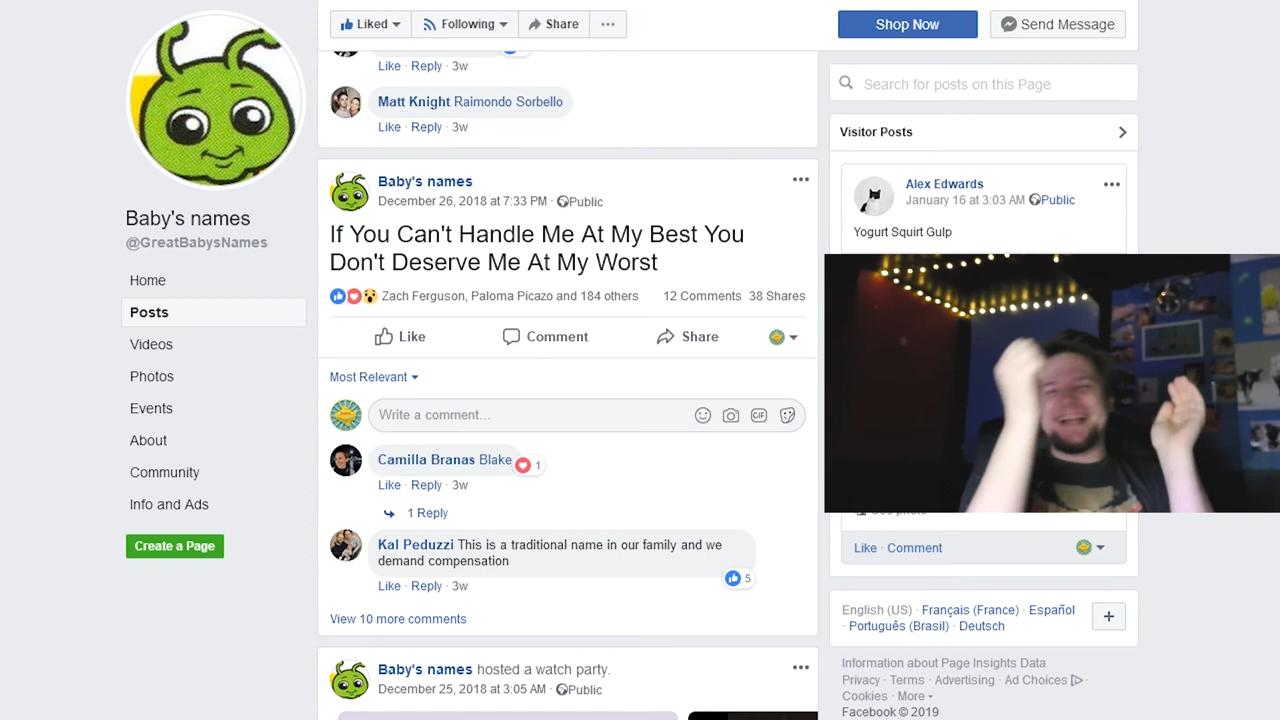 Liked
Following
Share
Shop Now
Send Message
Like · Reply · 3w
Matt Knight Raimondo Sorbello
Like · Reply · 3w
Baby's names
@GreatBabysNames
Home
Posts
Videos
Photos
Events
About
Community
Info and Ads
Create a Page
Baby's names
December 26, 2018 at 7:33 PM · Public
If You Can't Handle Me At My Best You
Don't Deserve Me At My Worst
Zach Ferguson, Paloma Picazo and 184 others
12 Comments 38 Shares
Like
Comment
Share
Most Relevant
Write a comment...
GIF
Camilla Branas Blake
1
Like · Reply · 3w
1 Reply
Kal Peduzzi This is a traditional name in our family and we
demand compensation
5
Like · Reply · 3w
View 10 more comments
Baby's names hosted a watch party.
December 25, 2018 at 3:05 AM · Public
Search for posts on this Page
Visitor Posts
Alex Edwards
January 16 at 3:03 AM Public
Yogurt Squirt Gulp
Like · Comment
English (US) · Français (France) · Español
· Português (Brasil) · Deutsch
Information about Page Insights Data
Privacy · Terms · Advertising · Ad Choices ·
Cookies · More
Facebook © 2019